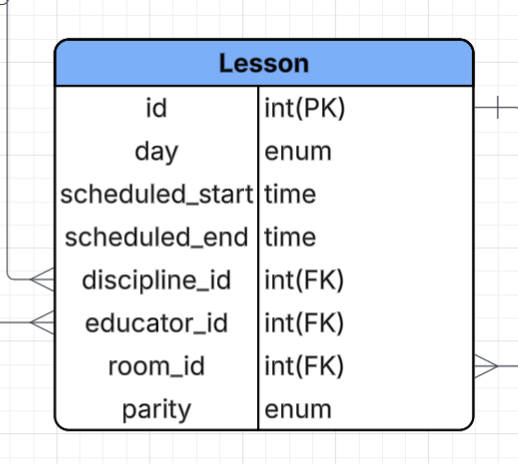 Lesson
id int(PK)
day enum
scheduled_start time
scheduled_end time
discipline_id int(FK)
educator_id int(FK)
room_id int(FK)
parity enum